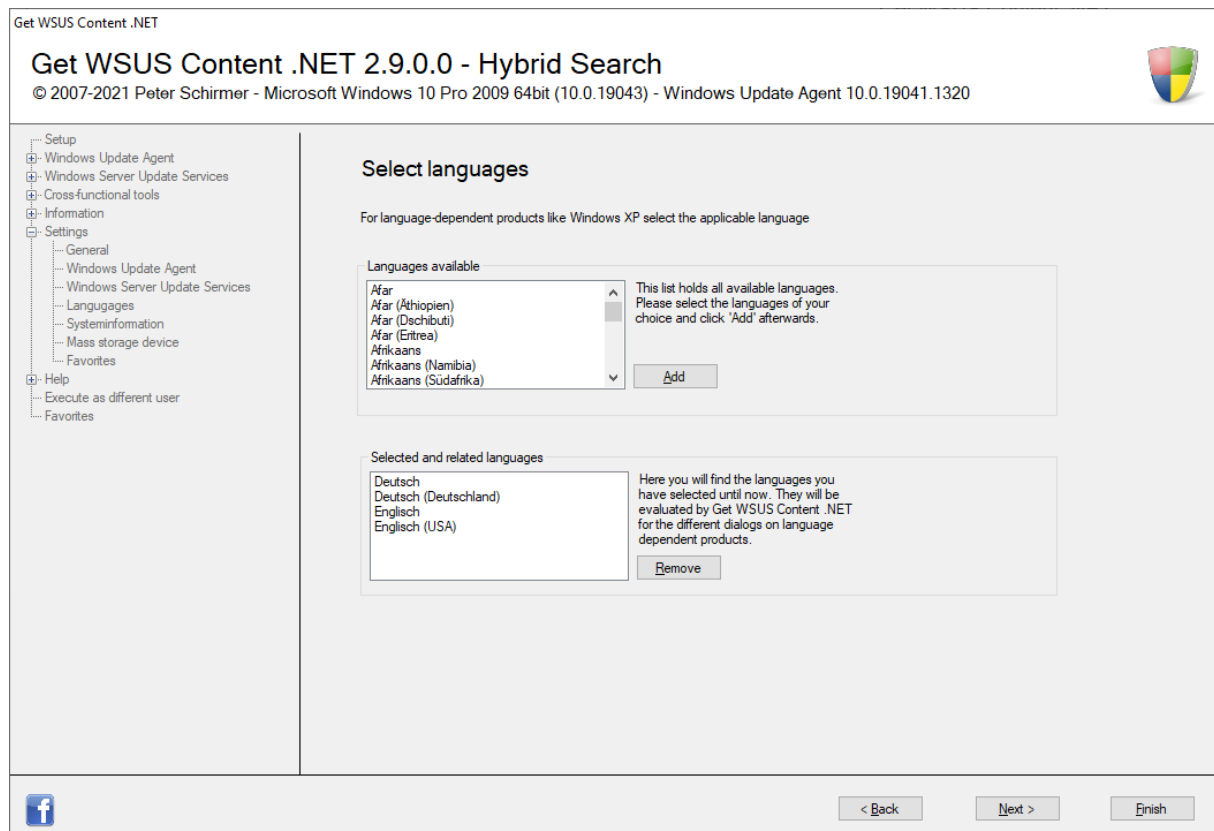 Get WSUS Content .NET
Get WSUS Content .NET 2.9.0.0 - Hybrid Search
© 2007-2021 Peter Schirmer - Microsoft Windows 10 Pro 2009 64bit (10.0.19043) - Windows Update Agent 10.0.19041.1320
Setup
Windows Update Agent
Windows Server Update Services
Cross-functional tools
Information
Settings
General
Windows Update Agent
Windows Server Update Services
Langugages
Systeminformation
Mass storage device
Favorites
Help
Execute as different user
Favorites
Select languages
For language-dependent products like Windows XP select the applicable language
Languages available
Afar
Afar (Äthiopien)
Afar (Dschibuti)
Afar (Eritrea)
Afrikaans
Afrikaans (Namibia)
Afrikaans (Südafrika)
This list holds all available languages.
Please select the languages of your
choice and click 'Add' afterwards.
Add
Selected and related languages
Deutsch
Deutsch (Deutschland)
Englisch
Englisch (USA)
Here you will find the languages you
have selected until now. They will be
evaluated by Get WSUS Content .NET
for the different dialogs on language
dependent products.
Remove
< Back
Next >
Finish